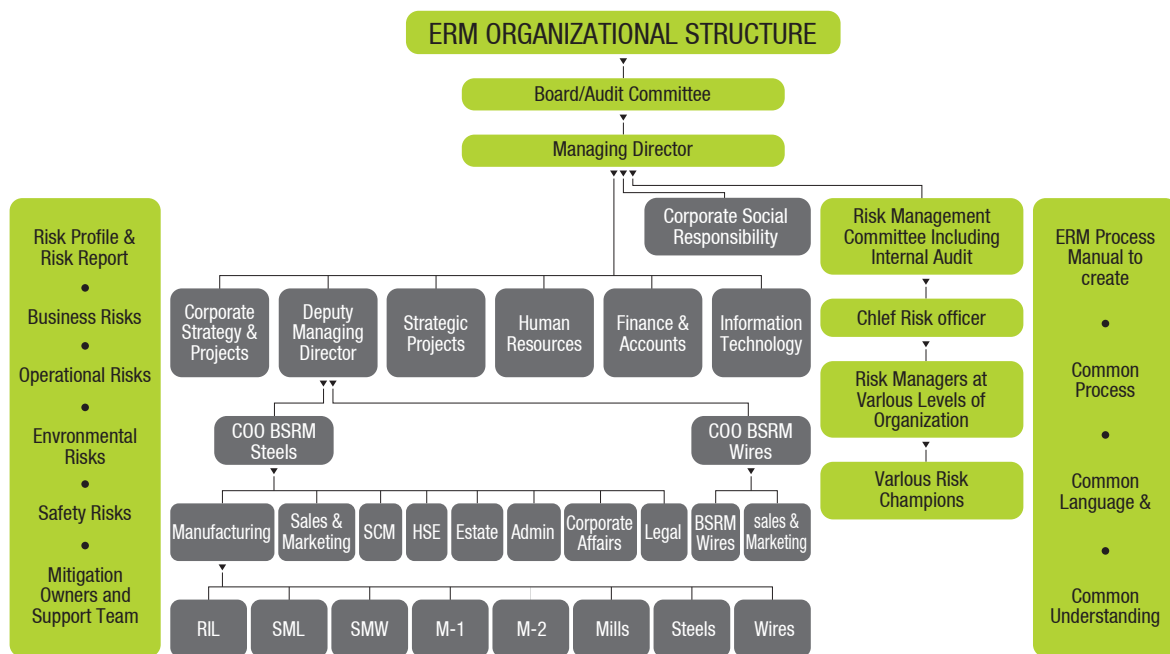 ERM ORGANIZATIONAL STRUCTURE
Board/Audit Committee
Managing Director
Risk Profile &
Risk Report
Business Risks
Operational Risks
Envronmental
Risks
Safety Risks
Mitigation
Owners and
Support Team
Corporate Social
Responsibility
Corporate
Strategy &
Projects
Deputy
Managing
Director
Strategic
Projects
Human
Resources
Finance &
Accounts
Information
Technology
COO BSRM
Steels
COO BSRM
Wires
Manufacturing
Sales &
Marketing
SCM
HSE
Estate
Admin
Corporate
Affairs
Legal
BSRM
Wires
sales &
Marketing
RIL
SML
SMW
M-1
M-2
Mills
Steels
Wires
Risk Management
Committee Including
Internal Audit
Chlef Risk officer
Risk Managers at
Varlous Levels of
Organization
Varlous Risk
Champions
ERM Process
Manual to
create
Common
Process
Common
Language &
Common
Understanding